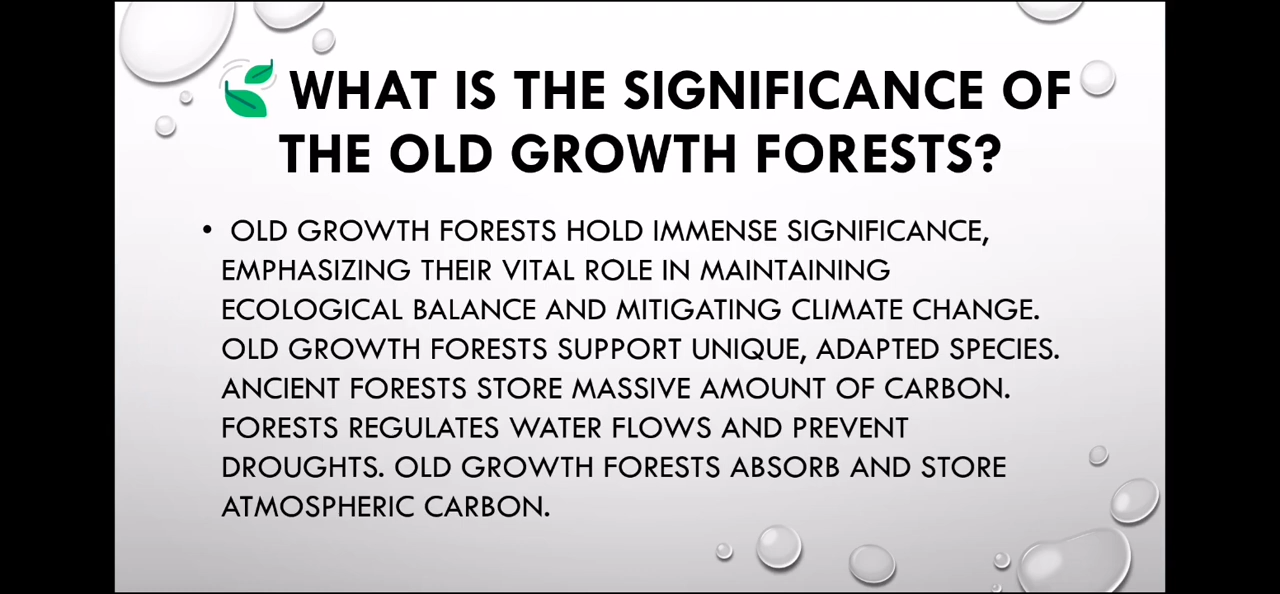 WHAT IS THE SIGNIFICANCE OF
THE OLD GROWTH FORESTS?
• OLD GROWTH FORESTS HOLD IMMENSE SIGNIFICANCE,
EMPHASIZING THEIR VITAL ROLE IN MAINTAINING
ECOLOGICAL BALANCE AND MITIGATING CLIMATE CHANGE.
OLD GROWTH FORESTS SUPPORT UNIQUE, ADAPTED SPECIES.
ANCIENT FORESTS STORE MASSIVE AMOUNT OF CARBON.
FORESTS REGULATES WATER FLOWS AND PREVENT
DROUGHTS. OLD GROWTH FORESTS ABSORB AND STORE
ATMOSPHERIC CARBON.